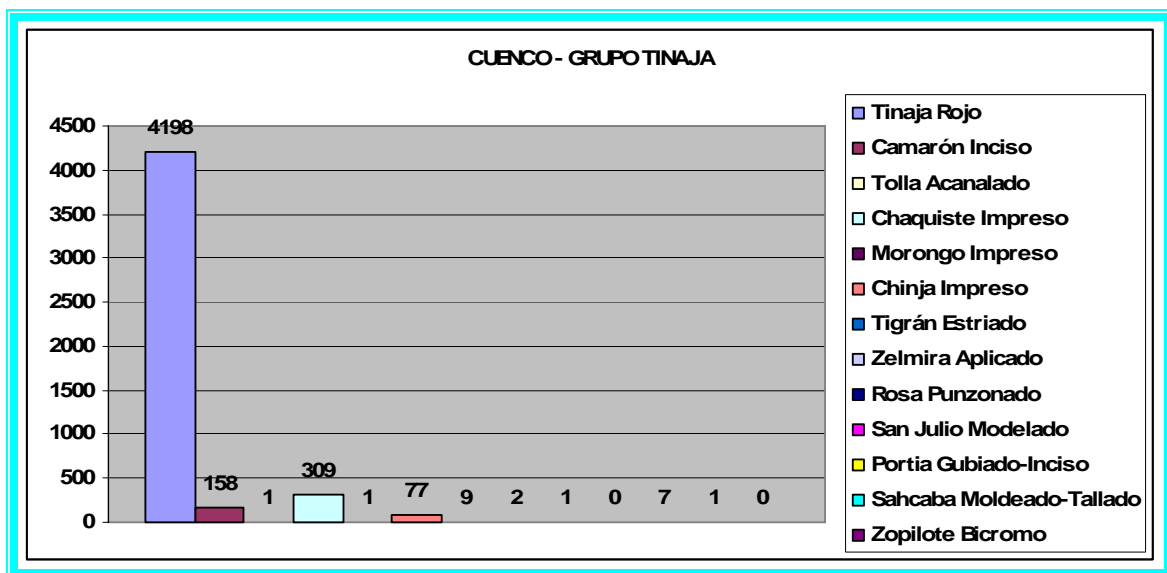 CUENCO - GRUPO TINAJA
4500
4000
3500
3000
2500
2000
1500
1000
500
0
4198
158
1
309
1
77
9
2
1
0
7
1
0
Tinaja Rojo
Camarón Inciso
Tolla Acanalado
Chaquiste Impreso
Morongo Impreso
Chinja Impreso
Tigrán Estriado
Zelmira Aplicado
Rosa Punzonado
San Julio Modelado
Portia Gubiado-Inciso
Sahcaba Moldeado-Tallado
Zopilote Bicromo